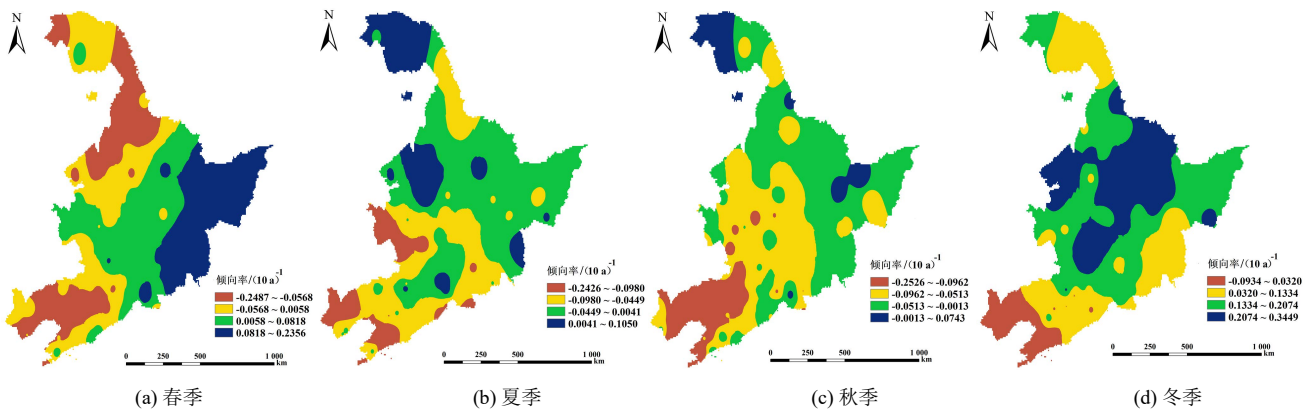 N
倾向率/(10 a)-1
-0.2487 ~ -0.0568
-0.0568 ~ 0.0058
0.0058 ~ 0.0818
0.0818 ~ 0.2356
0 250 500 1 000
km
(a) 春季
N
倾向率/(10 a)-1
-0.2426 ~ -0.0980
-0.0980 ~ -0.0449
-0.0449 ~ 0.0041
0.0041 ~ 0.1050
0 250 500 1 000
km
(b) 夏季
N
倾向率/(10 a)-1
-0.2526 ~ -0.0962
-0.0962 ~ -0.0513
-0.0513 ~ -0.0013
-0.0013 ~ 0.0743
0 250 500 1 000
km
(c) 秋季
N
倾向率/(10 a)-1
-0.0934 ~ 0.0320
0.0320 ~ 0.1334
0.1334 ~ 0.2074
0.2074 ~ 0.3449
0 250 500 1 000
km
(d) 冬季